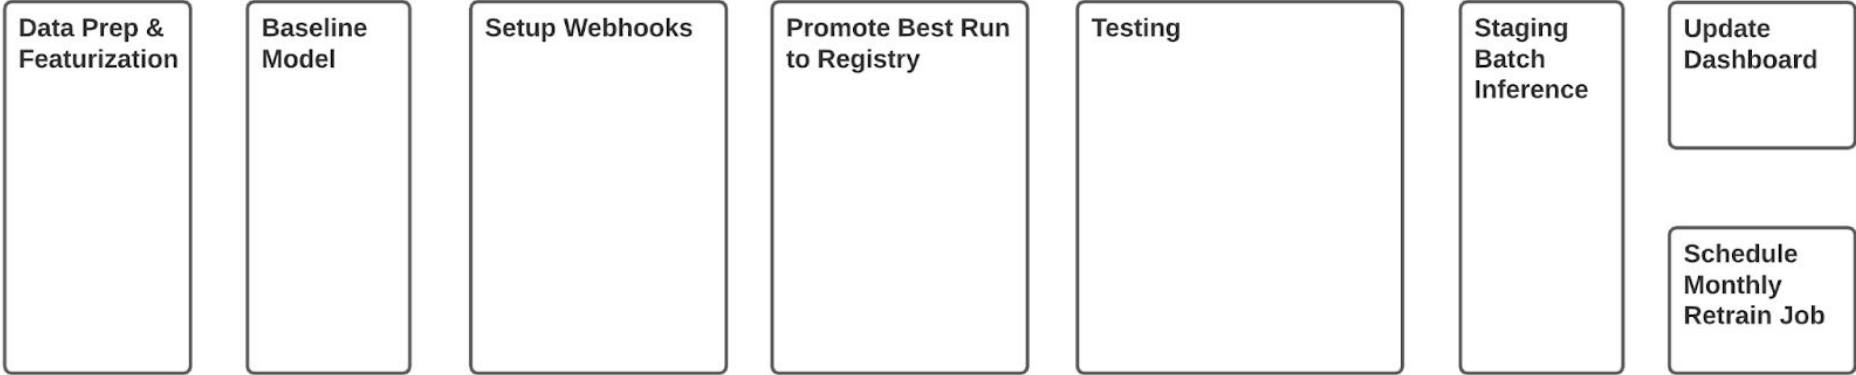 Data Prep &
Featurization
Baseline
Model
Setup Webhooks
Promote Best Run
to Registry
Testing
Staging
Batch
Inference
Update
Dashboard
Schedule
Monthly
Retrain Job